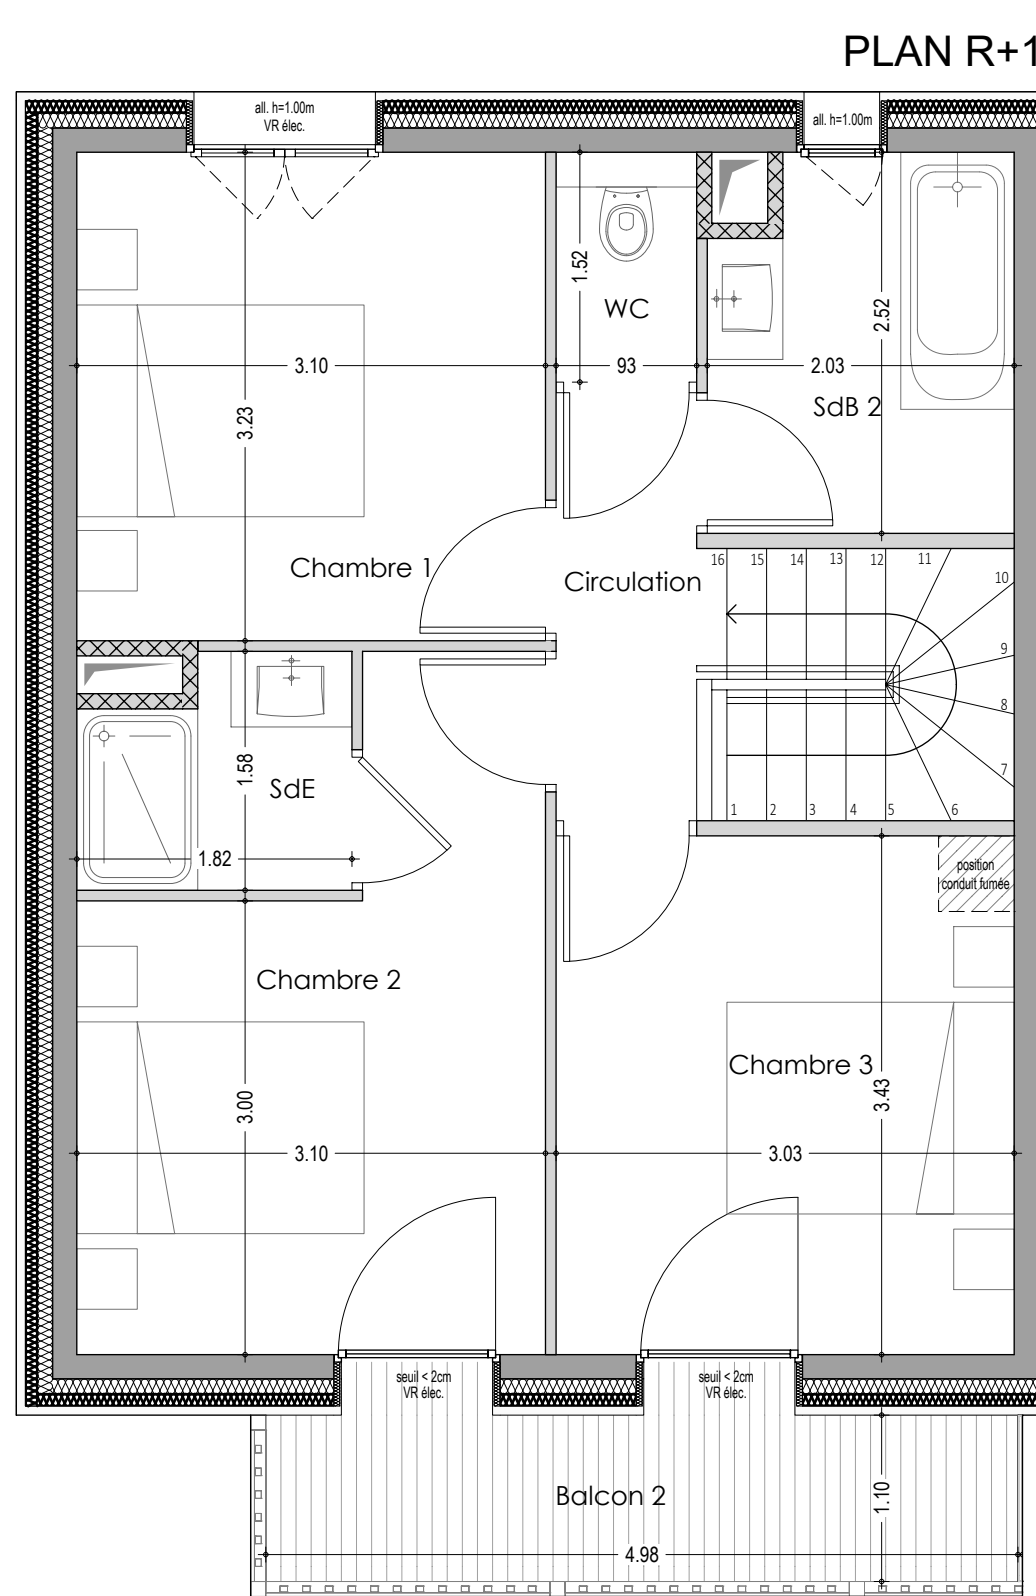 PLAN R+1
all. h=1.00m
VR élec.
all. h=1.00m
1.52
WC
2.52
3.10
93
2.03
SdB 2
3.23
Chambre 1
Circulation
16
15
14
13
12
11
10
9
8
7
1
2
3
4
5
6
1.58
SdE
1.82
position
conduit fumée
Chambre 2
Chambre 3
3.00
3.43
3.10
3.03
seuil < 2cm
VR élec.
seuil < 2cm
VR élec.
Balcon 2
1.10
4.98